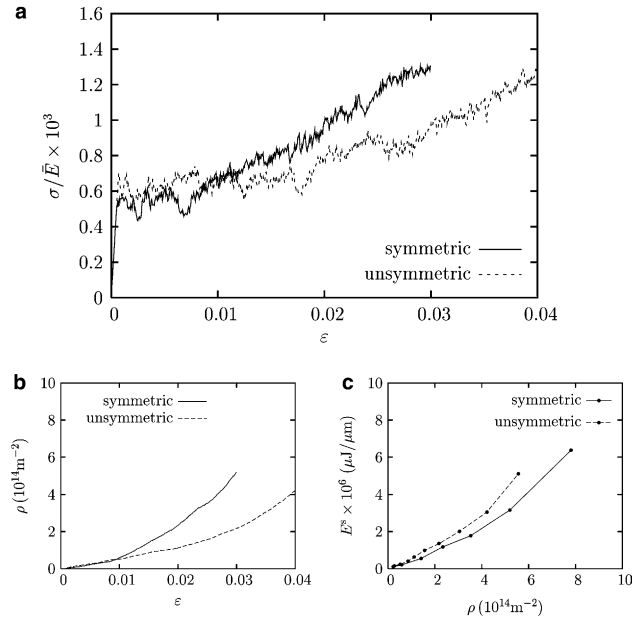 a
1.6
1.4
1.2
1
0.8
0.6
0.4
0.2
0
σ/Ē × 10³
symmetric
unsymmetric
0 0.01 0.02 0.03 0.04
ε
b
10
8
6
4
2
0
ρ (10¹⁴m⁻²)
symmetric
unsymmetric
0 0.01 0.02 0.03 0.04
ε
c
10
8
6
4
2
0
Eˢ × 10⁶ (μJ/μm)
symmetric
unsymmetric
0 2 4 6 8 10
ρ (10¹⁴m⁻²)